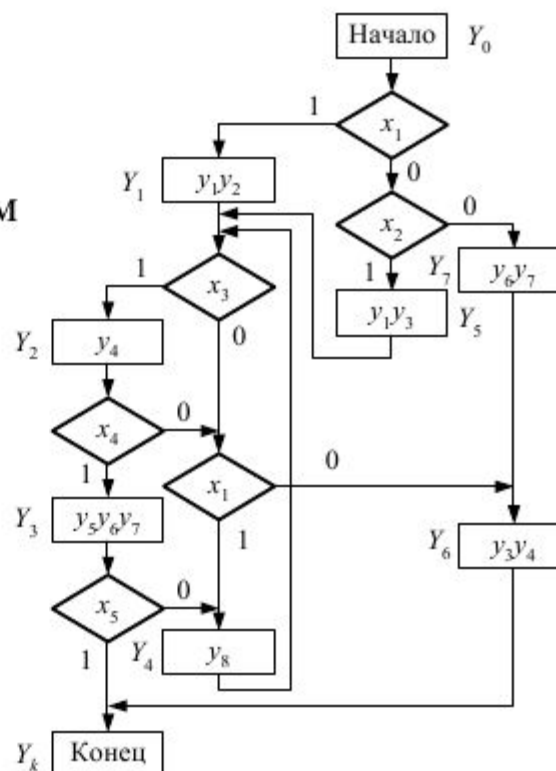 Начало Y₀
1 x₁
0
Y₁ y₁y₂
м x₂ 0
1 x₃ 1 Y₇ y₆y₇
y₁y₃ Y₅
Y₂ y₄ 0
x₄ 0
1 x₁ 0
Y₃ y₅y₆y₇
1 Y₆ y₃y₄
x₅ 0
1 Y₄ y₈
Yₖ Конец